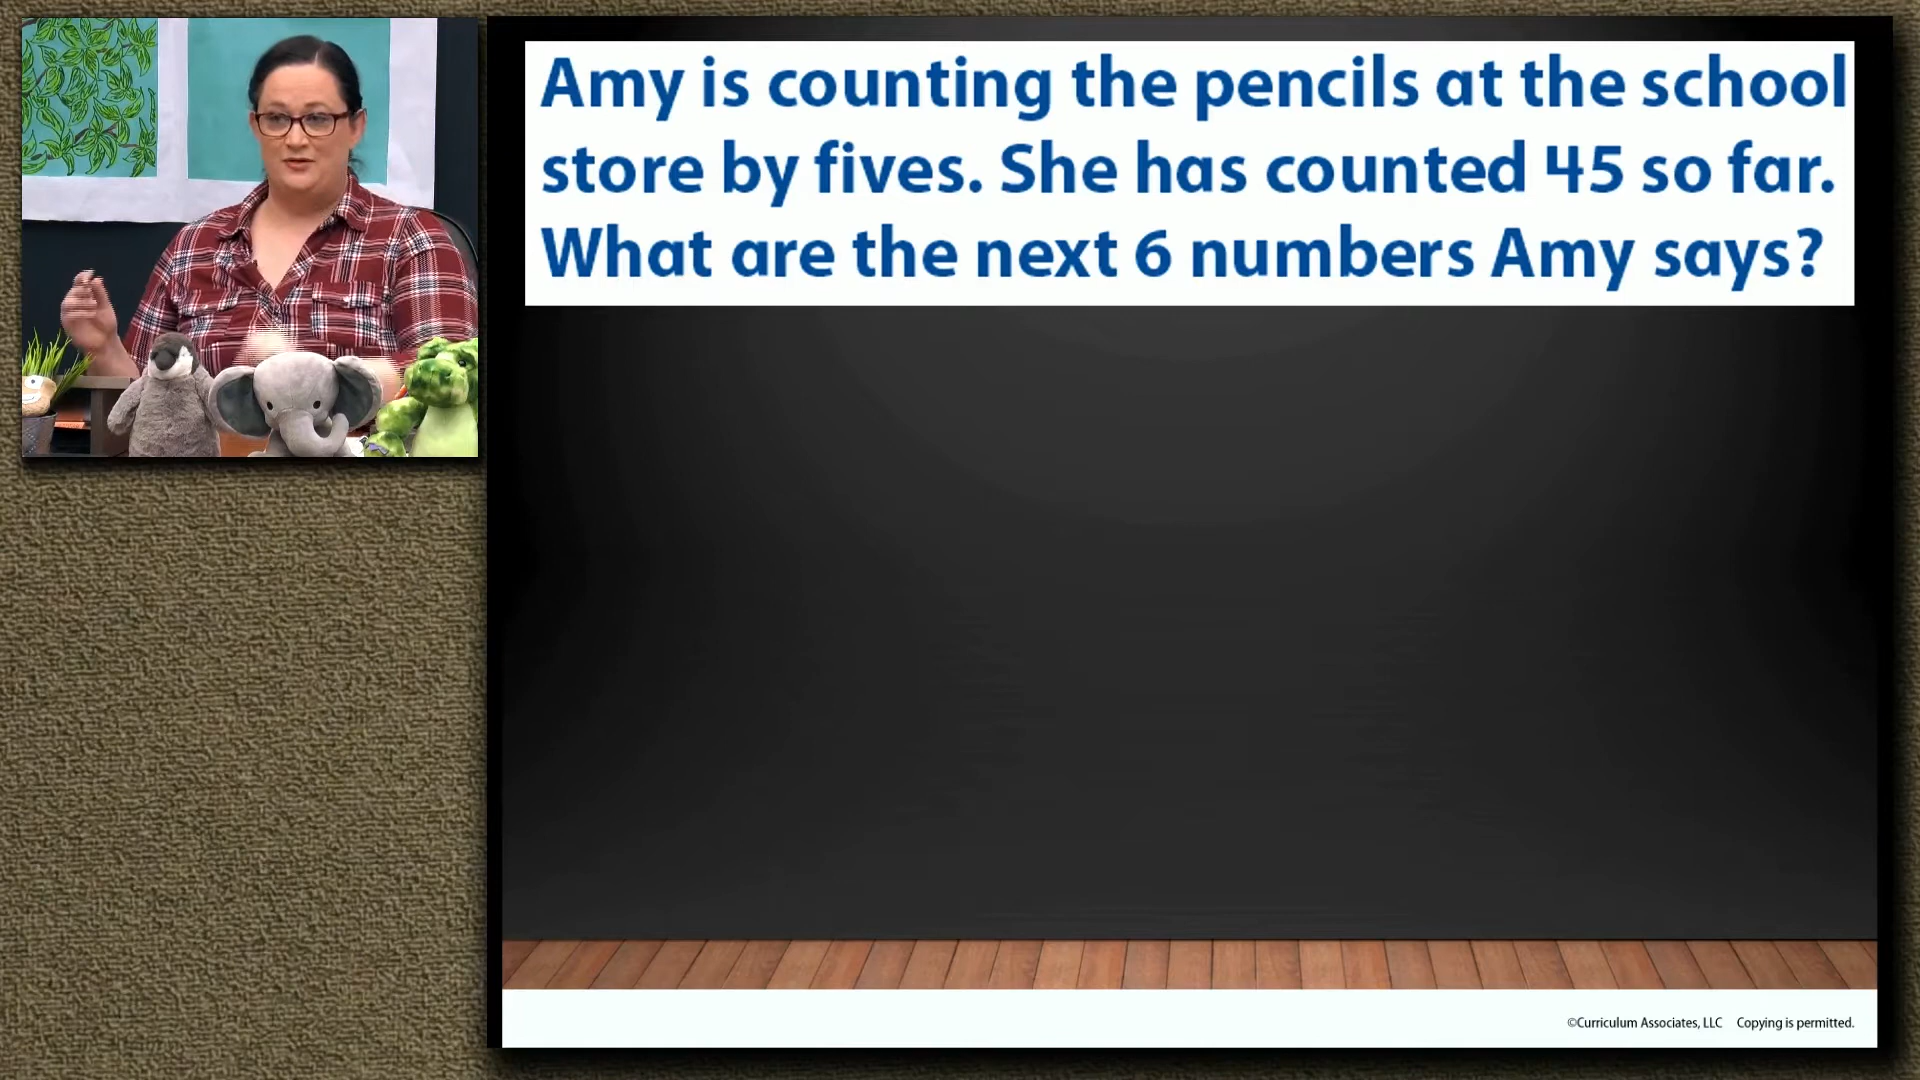 Amy is counting the pencils at the school
store by fives. She has counted 45 so far.
What are the next 6 numbers Amy says?
©Curriculum Associates, LLC Copying is permitted.